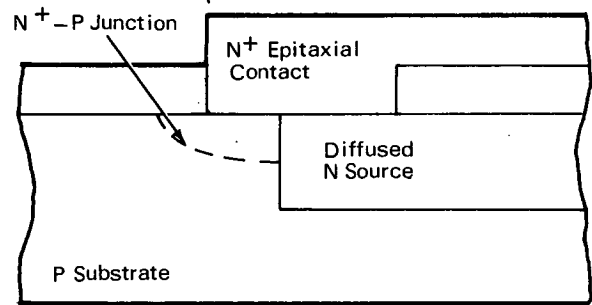 N+–P Junction
N+ Epitaxial
Contact
Diffused
N Source
P Substrate